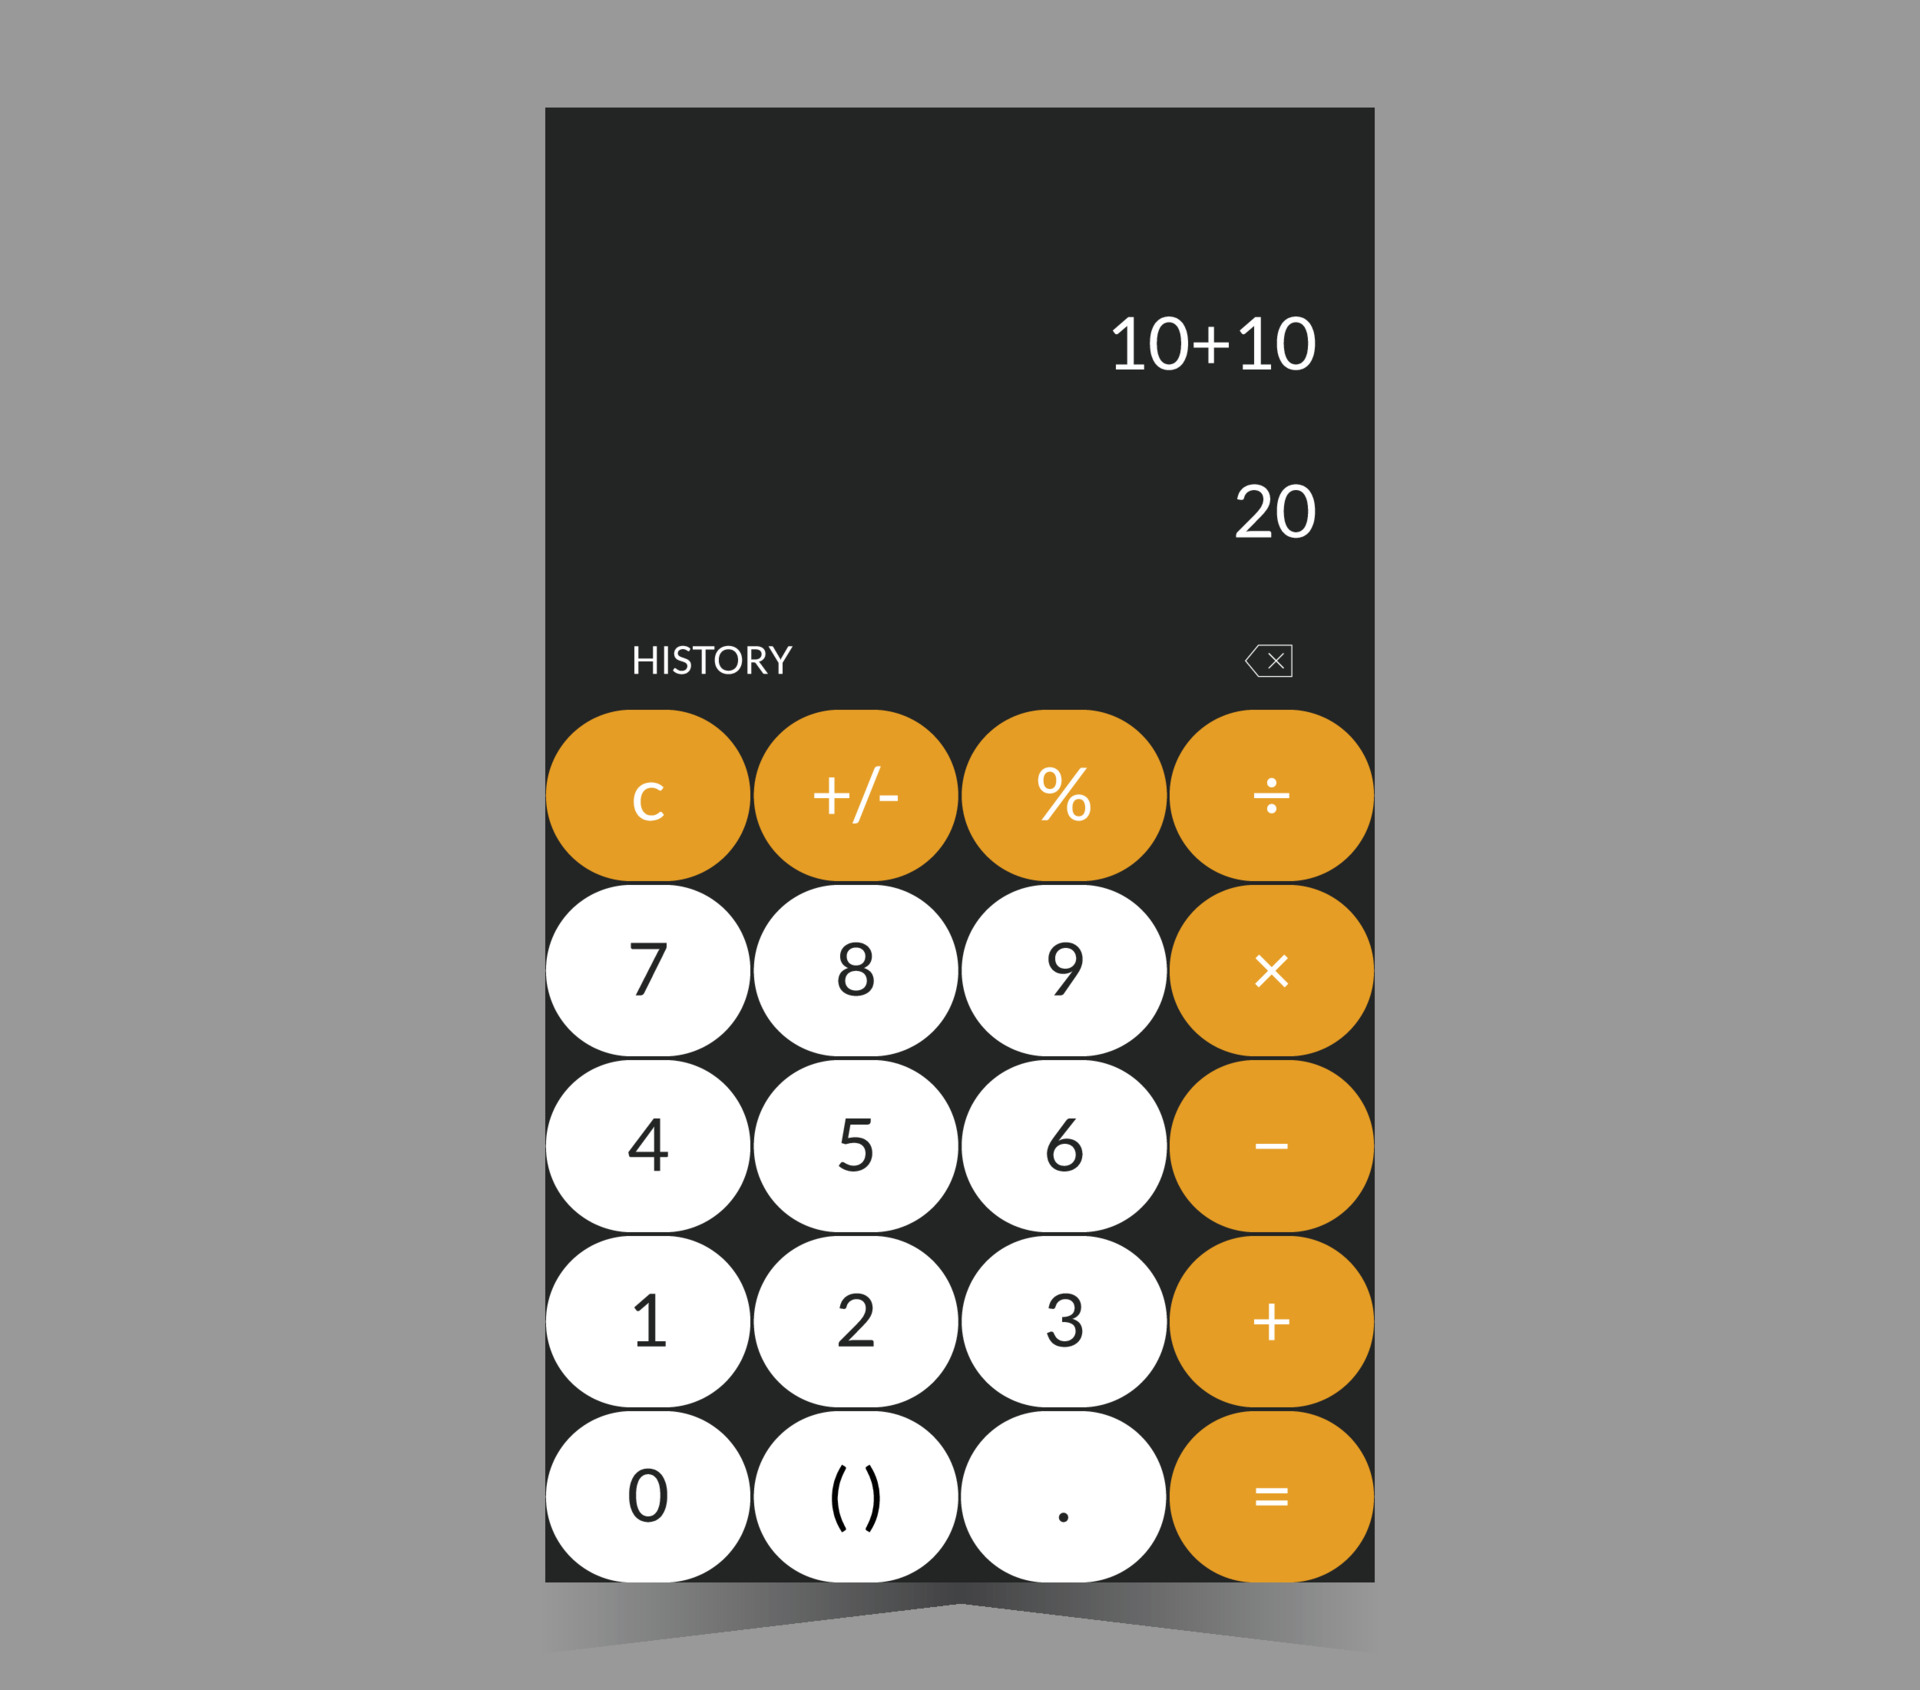 10+10
20
HISTORY
c +/- % ÷
7 8 9 ×
4 5 6 −
1 2 3 +
0 () . =